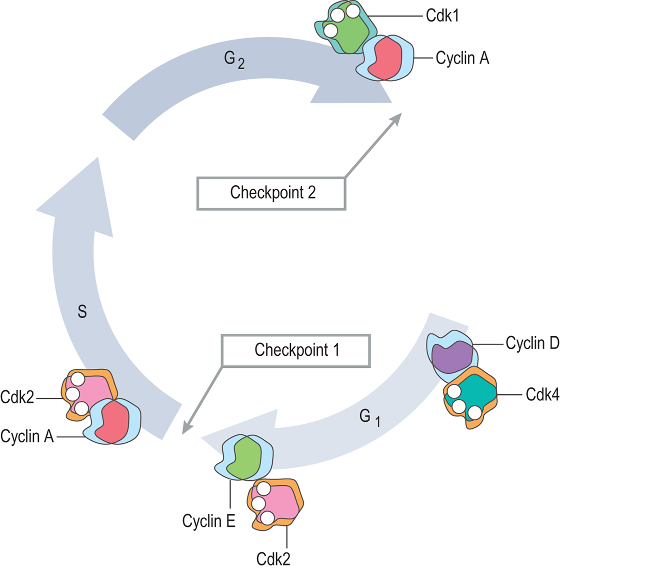 Cdk1
G2
Cyclin A
Checkpoint 2
S
Checkpoint 1
Cyclin D
Cdk2
Cdk4
G1
Cyclin A
Cyclin E
Cdk2